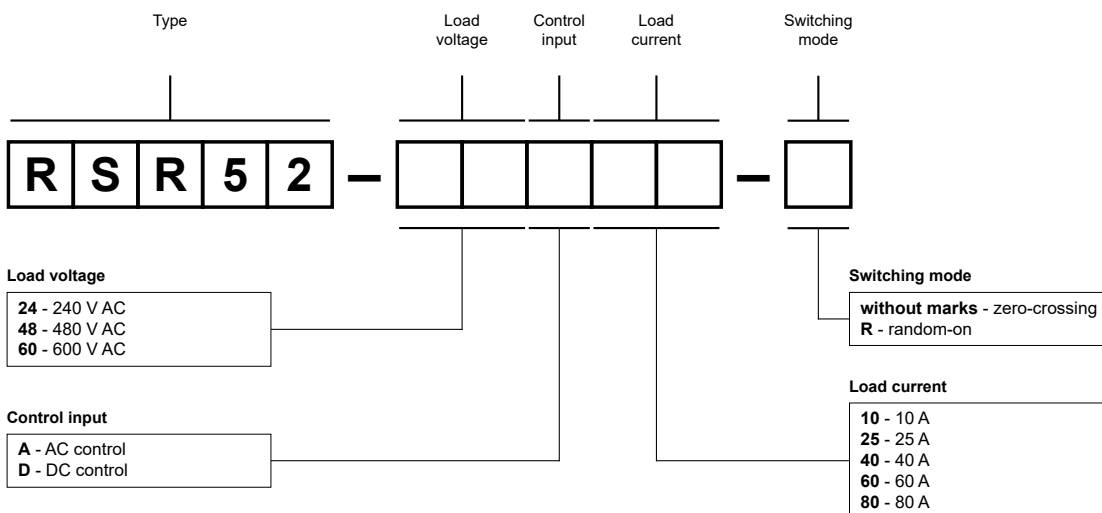 Type
Load
voltage
Control
input
Load
current
Switching
mode
R S R 5 2 – –
Load voltage
24 - 240 V AC
48 - 480 V AC
60 - 600 V AC
Control input
A - AC control
D - DC control
Switching mode
without marks - zero-crossing
R - random-on
Load current
10 - 10 A
25 - 25 A
40 - 40 A
60 - 60 A
80 - 80 A